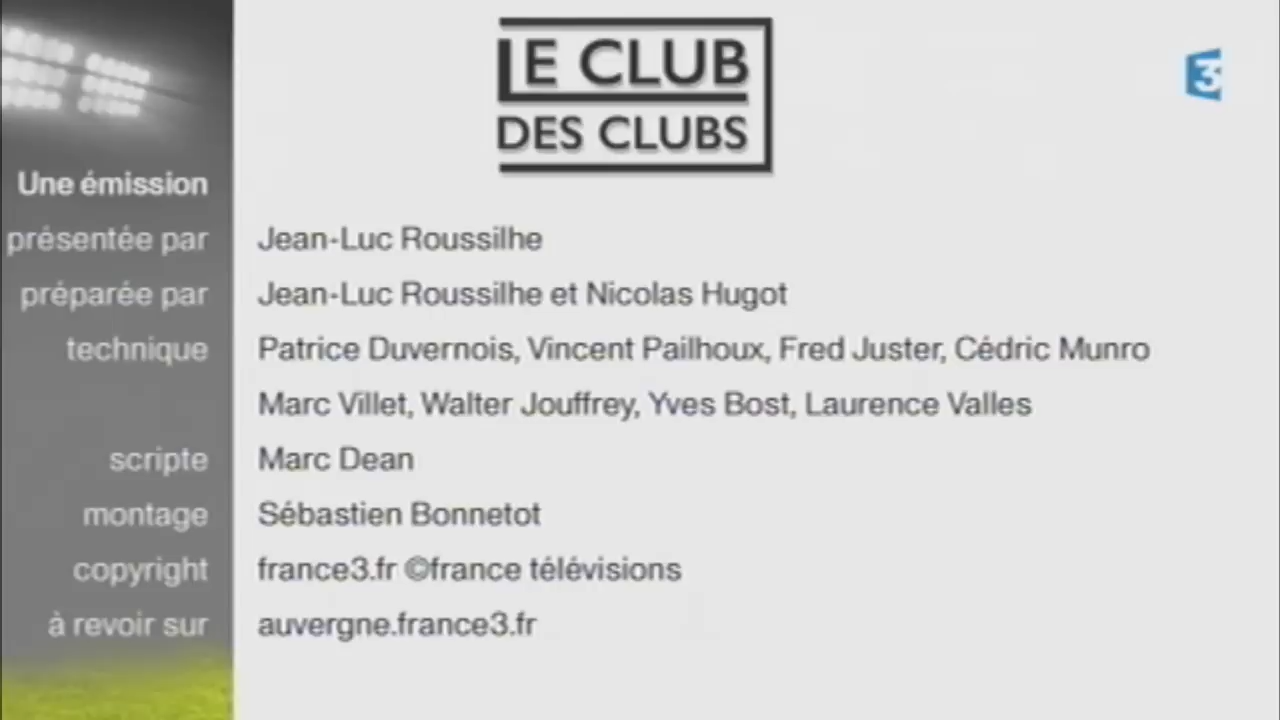 LE CLUB
DES CLUBS
3
Une émission
présentée par Jean-Luc Roussilhe
préparée par Jean-Luc Roussilhe et Nicolas Hugot
technique Patrice Duvernois, Vincent Pailhoux, Fred Juster, Cédric Munro
Marc Villet, Walter Jouffrey, Yves Bost, Laurence Valles
scripte Marc Dean
montage Sébastien Bonnetot
copyright france3.fr ©france télévisions
à revoir sur auvergne.france3.fr